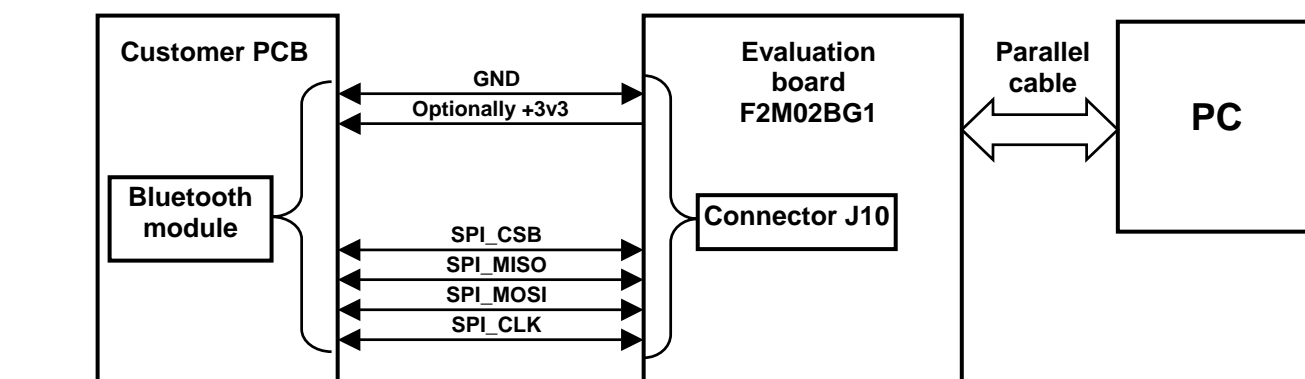 Customer PCB
Bluetooth
module
GND
Optionally +3v3
SPI_CSB
SPI_MISO
SPI_MOSI
SPI_CLK
Evaluation
board
F2M02BG1
Connector J10
Parallel
cable
PC